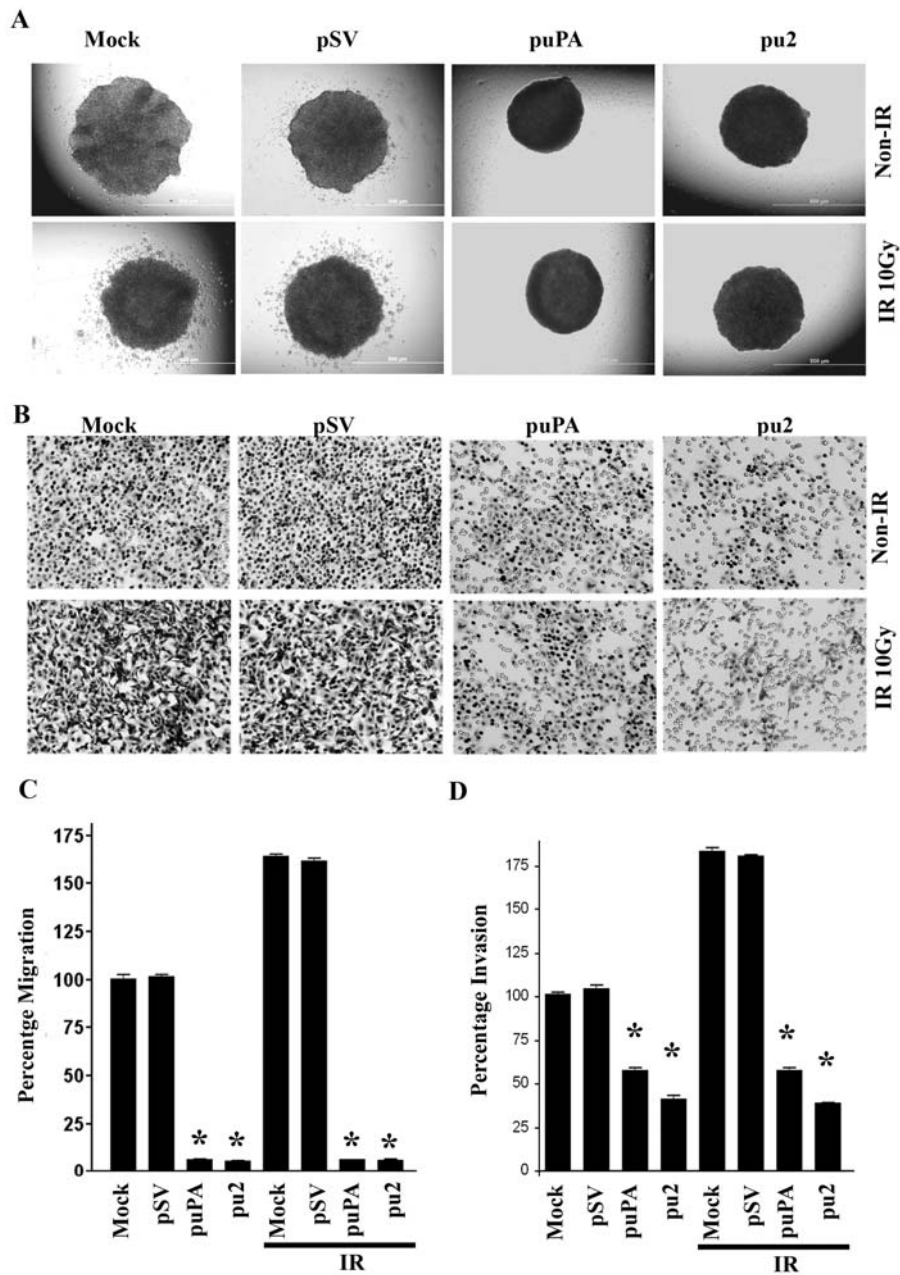 A
Mock pSV puPA pu2
Non-IR
IR 10Gy
B
Mock pSV puPA pu2
Non-IR
IR 10Gy
C
Percentge Migration
175
150
125
100
75
50
25
0
Mock pSV puPA pu2 Mock pSV puPA pu2
IR
D
Percentage Invasion
175
150
125
100
75
50
25
0
Mock pSV puPA pu2 Mock pSV puPA pu2
IR
* * * *
* * * *